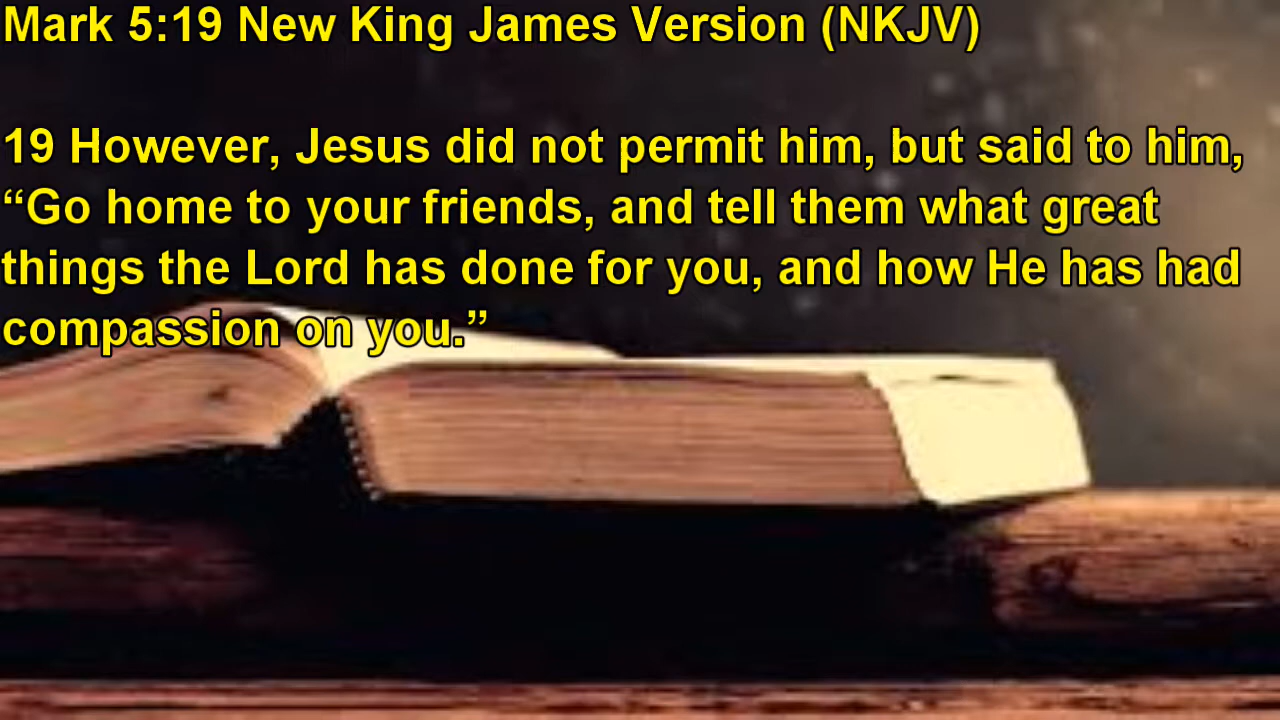 Mark 5:19 New King James Version (NKJV)
19 However, Jesus did not permit him, but said to him,
“Go home to your friends, and tell them what great
things the Lord has done for you, and how He has had
compassion on you.”